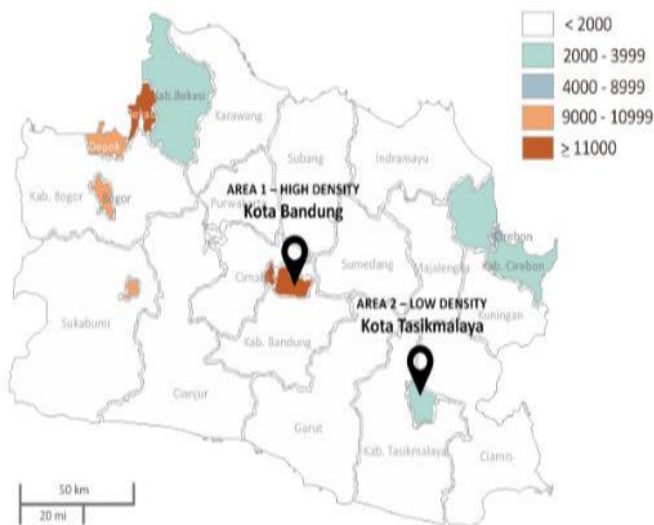 < 2000
2000 - 3999
4000 - 8999
9000 - 10999
≥ 11000
Kab.Bekasi
Bekasi
Karawang
Depok
Subang
Indramayu
Kab. Bogor
Bogor
AREA 1 – HIGH DENSITY
Purwakarta
Kota Bandung
Cirebon
Kab. Cirebon
Sumedang
Majalengka
Cimahi
AREA 2 – LOW DENSITY
Kota Tasikmalaya
Kuningan
Sukabumi
Kab. Bandung
Cianjur
Garut
Kab. Tasikmalaya
Ciamis
50 km
20 mi